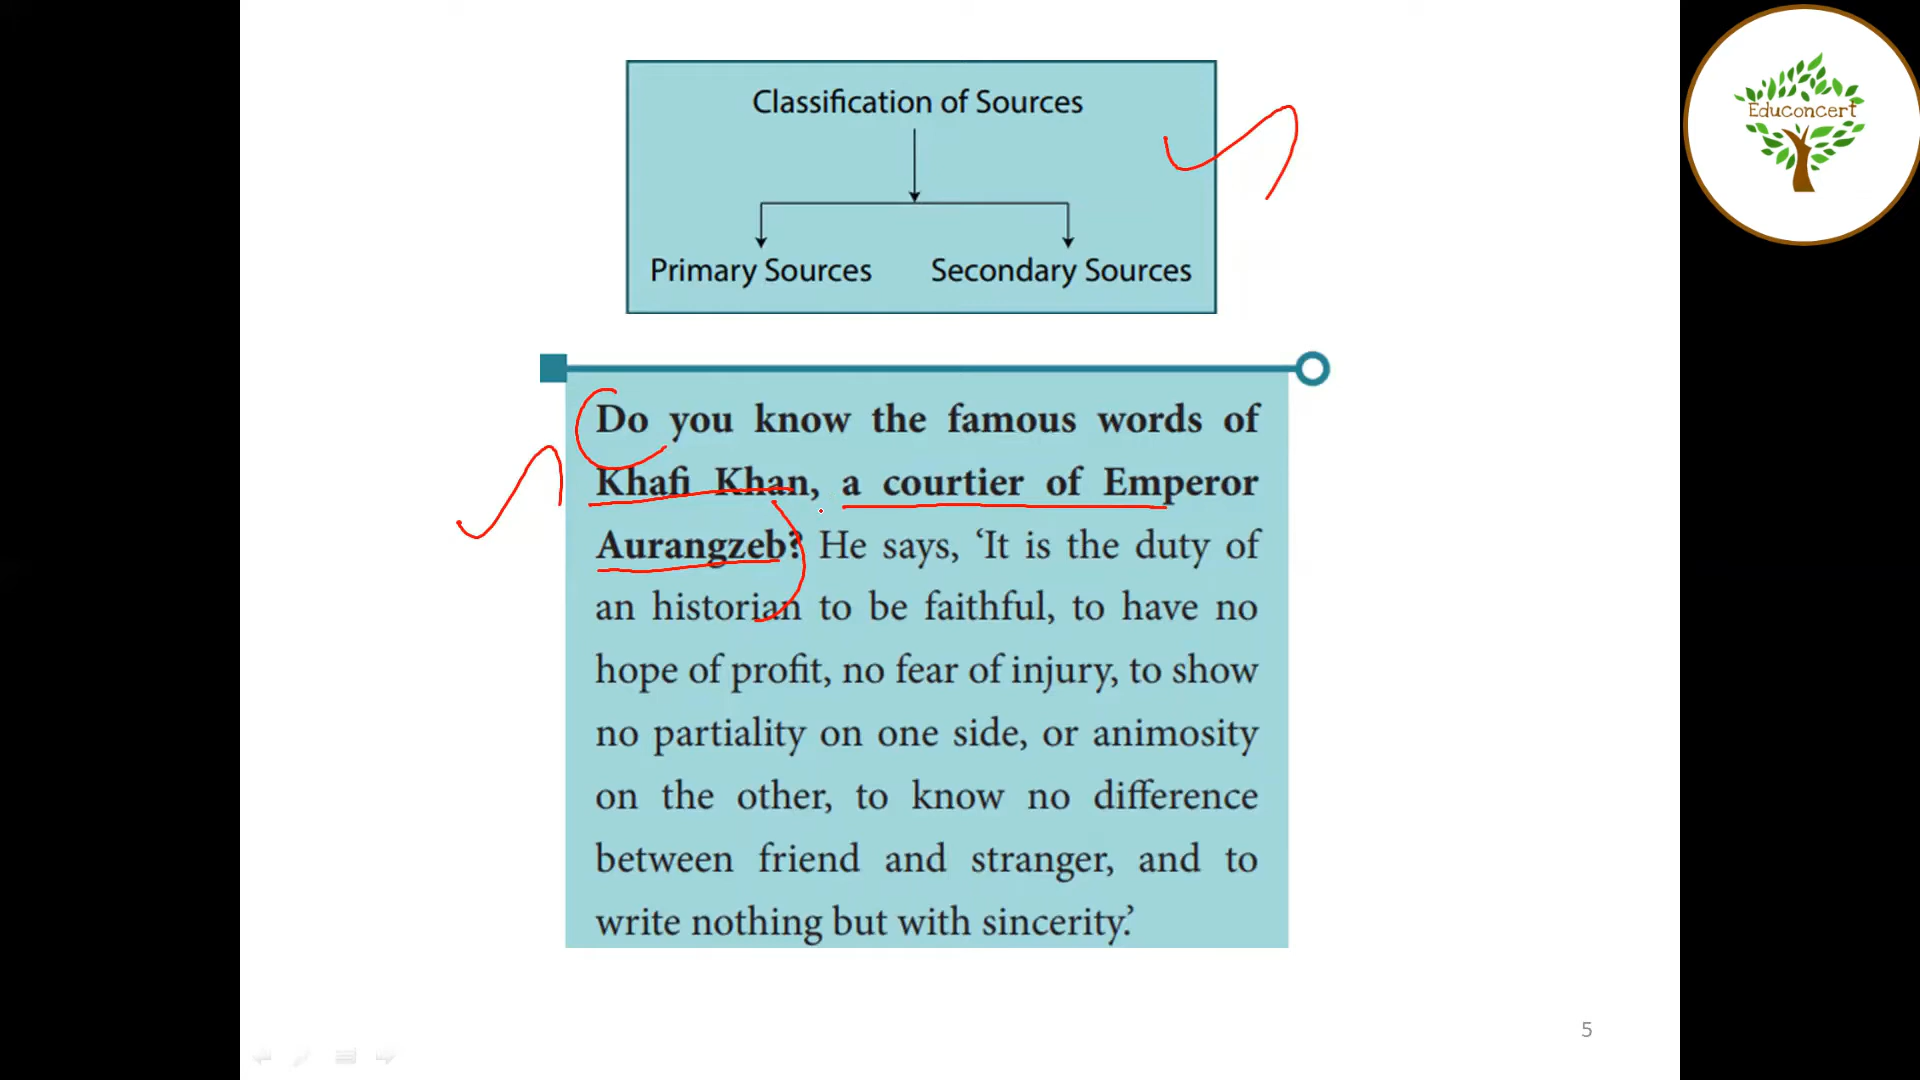 Classification of Sources
Primary Sources Secondary Sources
Educoncert
Do you know the famous words of
Khafi Khan, a courtier of Emperor
Aurangzeb? He says, ‘It is the duty of
an historian to be faithful, to have no
hope of profit, no fear of injury, to show
no partiality on one side, or animosity
on the other, to know no difference
between friend and stranger, and to
write nothing but with sincerity.’
5